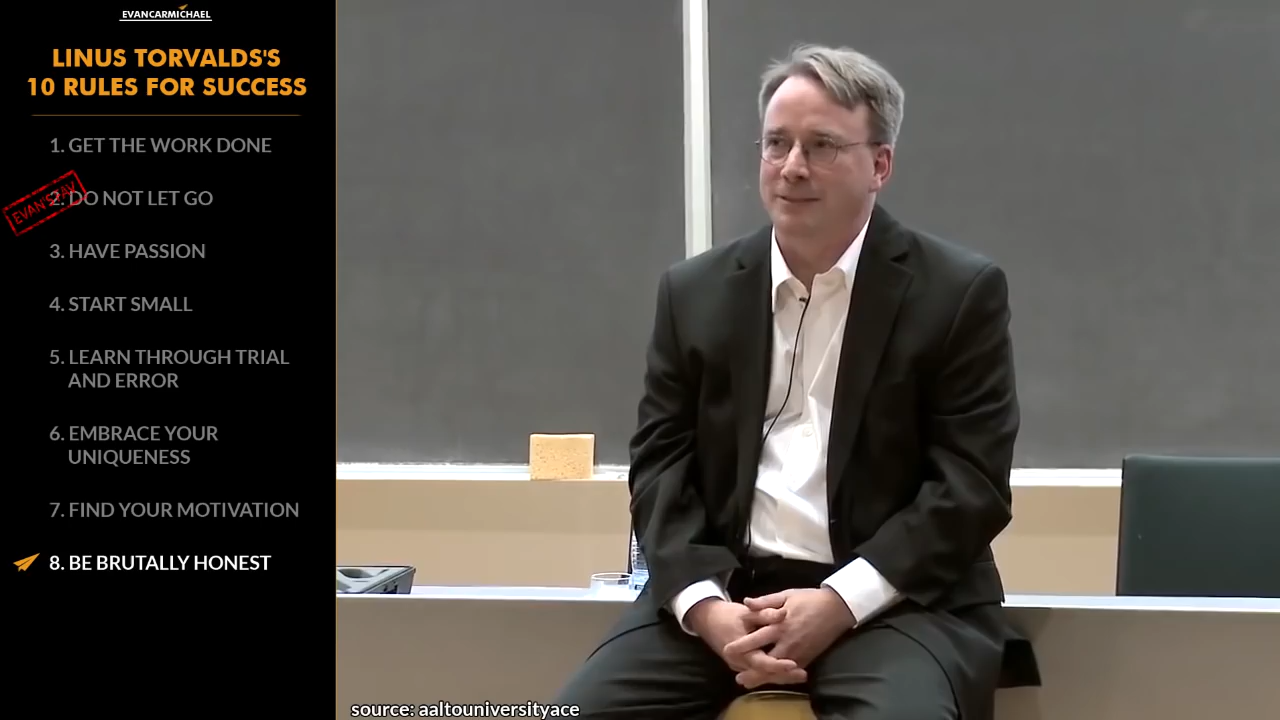 EVANCARMICHAEL
LINUS TORVALDS'S
10 RULES FOR SUCCESS
1. GET THE WORK DONE
2. DO NOT LET GO
EVAN'S FAV
3. HAVE PASSION
4. START SMALL
5. LEARN THROUGH TRIAL
AND ERROR
6. EMBRACE YOUR
UNIQUENESS
7. FIND YOUR MOTIVATION
8. BE BRUTALLY HONEST
source: aaltouniversityace